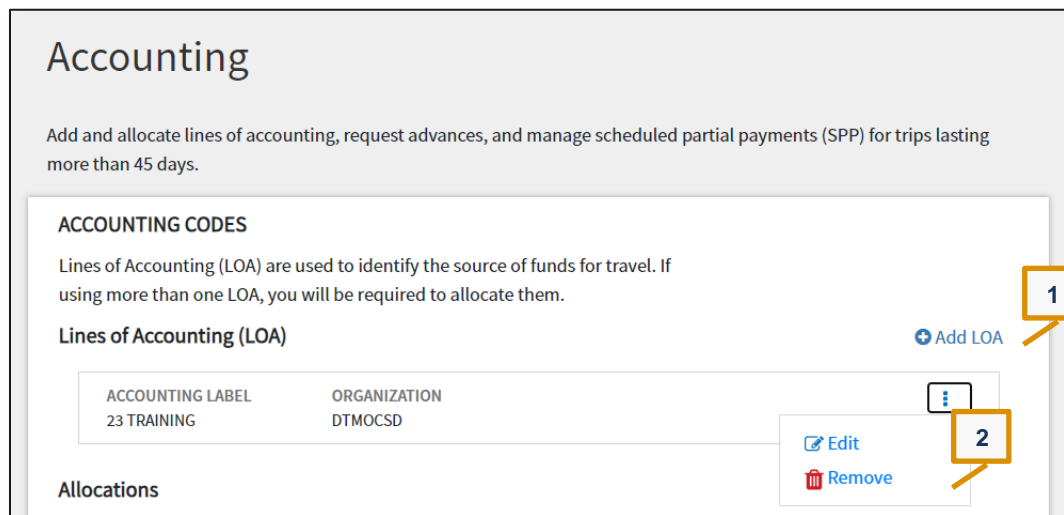 Accounting
Add and allocate lines of accounting, request advances, and manage scheduled partial payments (SPP) for trips lasting
more than 45 days.
ACCOUNTING CODES
Lines of Accounting (LOA) are used to identify the source of funds for travel. If
using more than one LOA, you will be required to allocate them.
1
Lines of Accounting (LOA)
Add LOA
ACCOUNTING LABEL
ORGANIZATION
23 TRAINING
DTMOCSD
Edit
2
Remove
Allocations